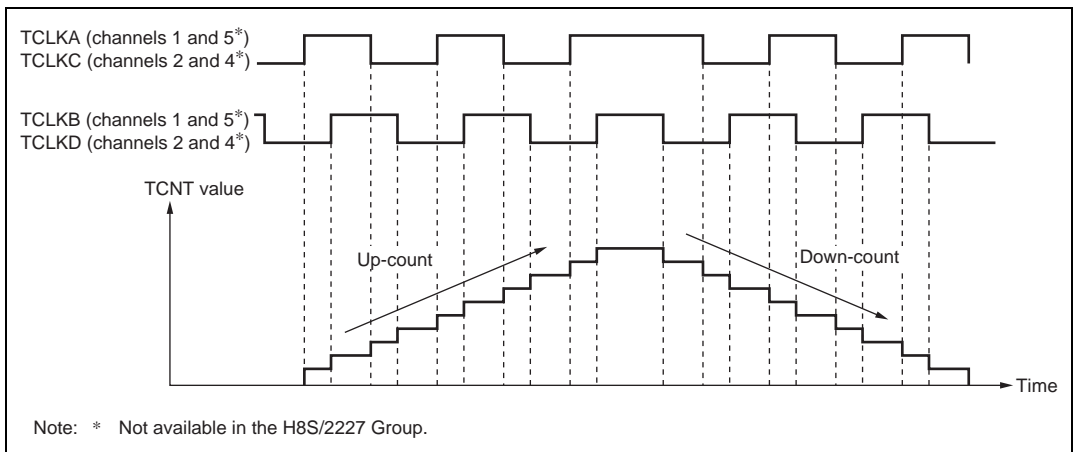 TCLKA (channels 1 and 5*)
TCLKC (channels 2 and 4*)
TCLKB (channels 1 and 5*)
TCLKD (channels 2 and 4*)
TCNT value
Up-count
Down-count
Time
Note: * Not available in the H8S/2227 Group.